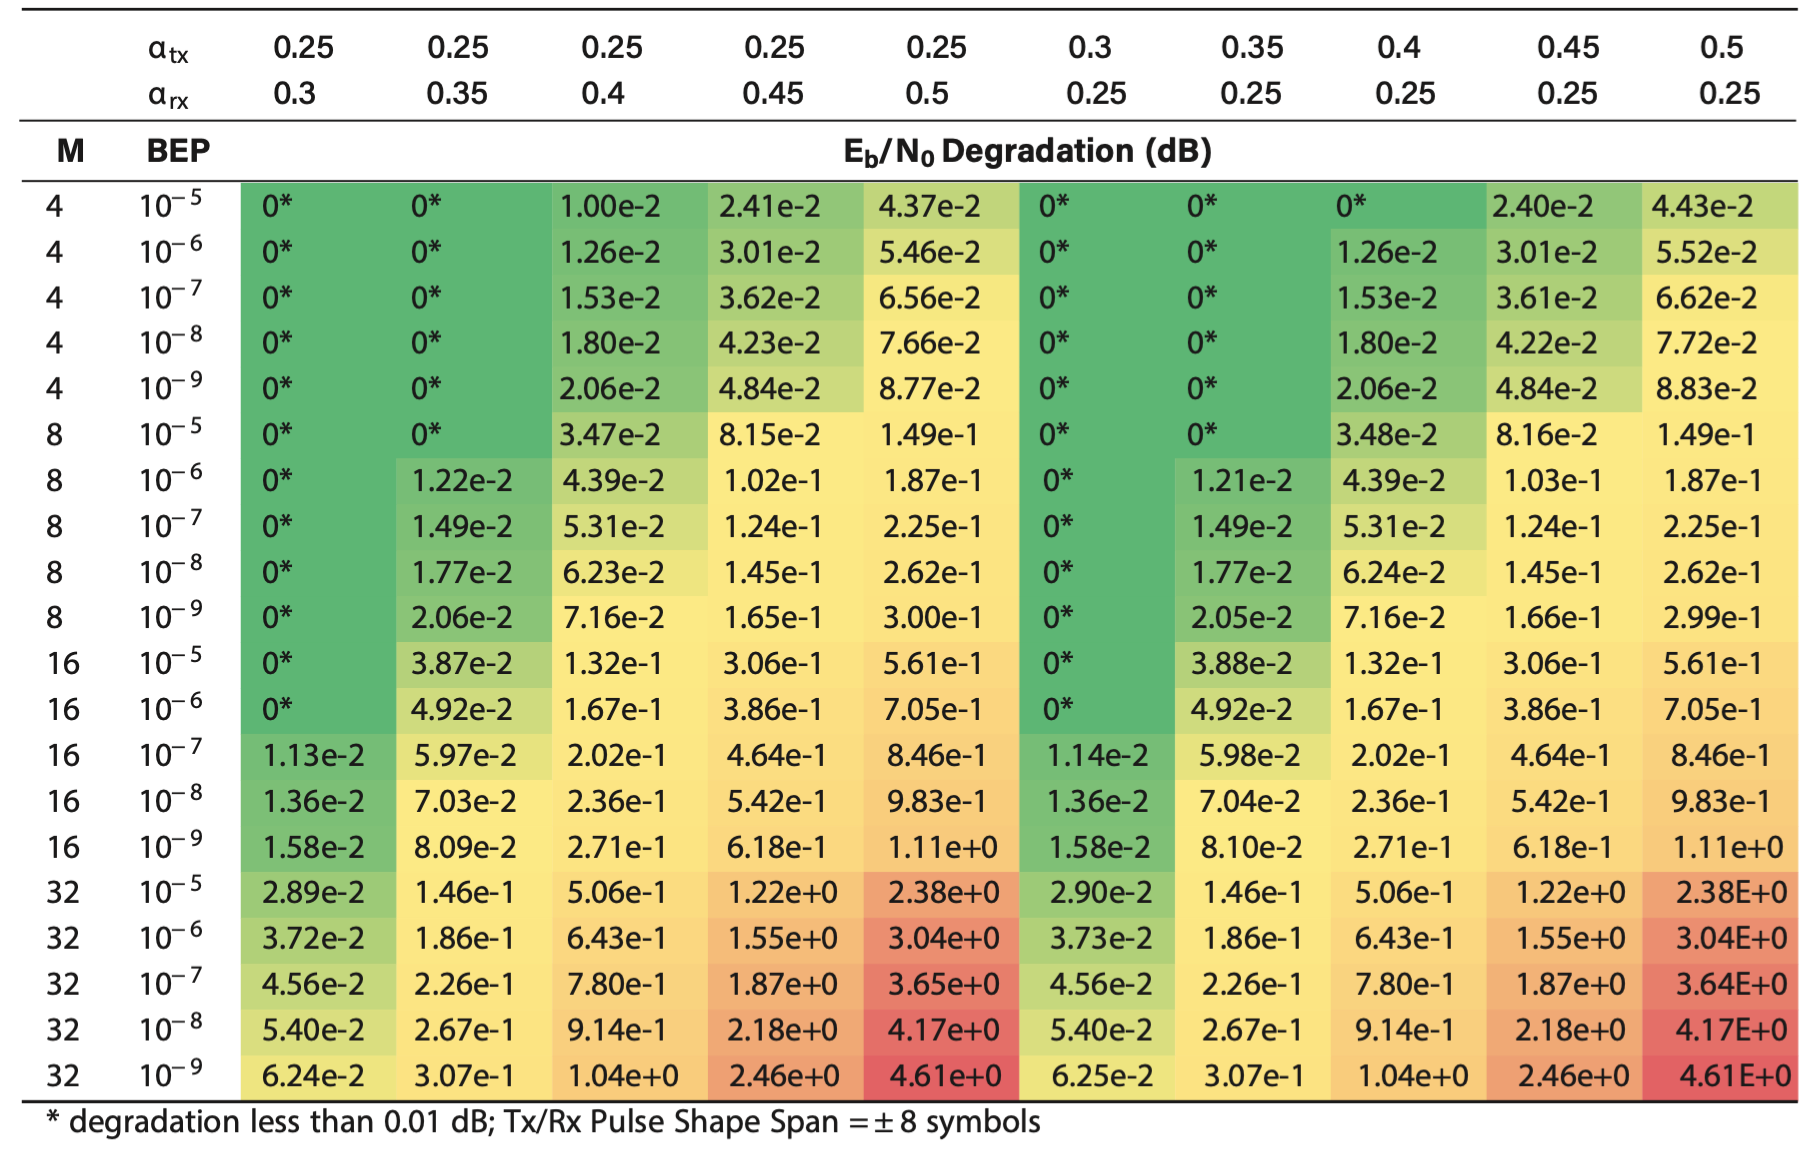 αtx 0.25 0.25 0.25 0.25 0.25 0.3 0.35 0.4 0.45 0.5
αrx 0.3 0.35 0.4 0.45 0.5 0.25 0.25 0.25 0.25 0.25
M BEP Eb/N0 Degradation (dB)
4 10−5 0* 0* 1.00e-2 2.41e-2 4.37e-2 0* 0* 0* 2.40e-2 4.43e-2
4 10−6 0* 0* 1.26e-2 3.01e-2 5.46e-2 0* 0* 1.26e-2 3.01e-2 5.52e-2
4 10−7 0* 0* 1.53e-2 3.62e-2 6.56e-2 0* 0* 1.53e-2 3.61e-2 6.62e-2
4 10−8 0* 0* 1.80e-2 4.23e-2 7.66e-2 0* 0* 1.80e-2 4.22e-2 7.72e-2
4 10−9 0* 0* 2.06e-2 4.84e-2 8.77e-2 0* 0* 2.06e-2 4.84e-2 8.83e-2
8 10−5 0* 0* 3.47e-2 8.15e-2 1.49e-1 0* 0* 3.48e-2 8.16e-2 1.49e-1
8 10−6 0* 1.22e-2 4.39e-2 1.02e-1 1.87e-1 0* 1.21e-2 4.39e-2 1.03e-1 1.87e-1
8 10−7 0* 1.49e-2 5.31e-2 1.24e-1 2.25e-1 0* 1.49e-2 5.31e-2 1.24e-1 2.25e-1
8 10−8 0* 1.77e-2 6.23e-2 1.45e-1 2.62e-1 0* 1.77e-2 6.24e-2 1.45e-1 2.62e-1
8 10−9 0* 2.06e-2 7.16e-2 1.65e-1 3.00e-1 0* 2.05e-2 7.16e-2 1.66e-1 2.99e-1
16 10−5 0* 3.87e-2 1.32e-1 3.06e-1 5.61e-1 0* 3.88e-2 1.32e-1 3.06e-1 5.61e-1
16 10−6 0* 4.92e-2 1.67e-1 3.86e-1 7.05e-1 0* 4.92e-2 1.67e-1 3.86e-1 7.05e-1
16 10−7 1.13e-2 5.97e-2 2.02e-1 4.64e-1 8.46e-1 1.14e-2 5.98e-2 2.02e-1 4.64e-1 8.46e-1
16 10−8 1.36e-2 7.03e-2 2.36e-1 5.42e-1 9.83e-1 1.36e-2 7.04e-2 2.36e-1 5.42e-1 9.83e-1
16 10−9 1.58e-2 8.09e-2 2.71e-1 6.18e-1 1.11e+0 1.58e-2 8.10e-2 2.71e-1 6.18e-1 1.11e+0
32 10−5 2.89e-2 1.46e-1 5.06e-1 1.22e+0 2.38e+0 2.90e-2 1.46e-1 5.06e-1 1.22e+0 2.38E+0
32 10−6 3.72e-2 1.86e-1 6.43e-1 1.55e+0 3.04e+0 3.73e-2 1.86e-1 6.43e-1 1.55e+0 3.04E+0
32 10−7 4.56e-2 2.26e-1 7.80e-1 1.87e+0 3.65e+0 4.56e-2 2.26e-1 7.80e-1 1.87e+0 3.64E+0
32 10−8 5.40e-2 2.67e-1 9.14e-1 2.18e+0 4.17e+0 5.40e-2 2.67e-1 9.14e-1 2.18e+0 4.17E+0
32 10−9 6.24e-2 3.07e-1 1.04e+0 2.46e+0 4.61e+0 6.25e-2 3.07e-1 1.04e+0 2.46e+0 4.61E+0
* degradation less than 0.01 dB; Tx/Rx Pulse Shape Span = ± 8 symbols